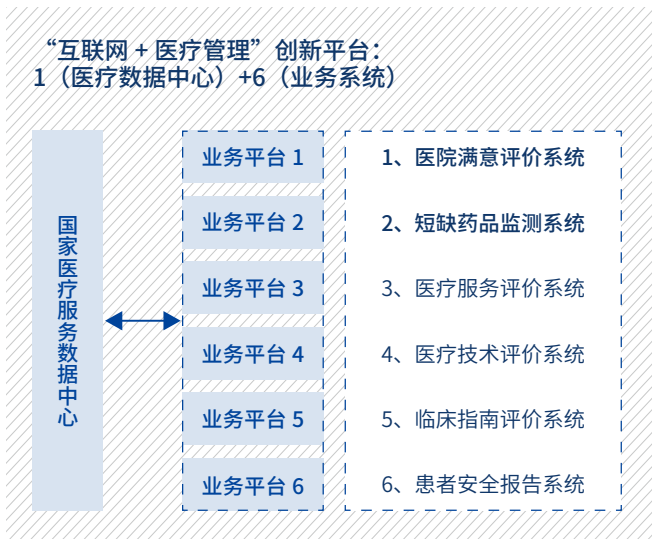 “互联网 + 医疗管理”创新平台：
1（医疗数据中心）+6（业务系统）
国家医疗服务数据中心
业务平台 1
1、医院满意评价系统
业务平台 2
2、短缺药品监测系统
业务平台 3
3、医疗服务评价系统
业务平台 4
4、医疗技术评价系统
业务平台 5
5、临床指南评价系统
业务平台 6
6、患者安全报告系统